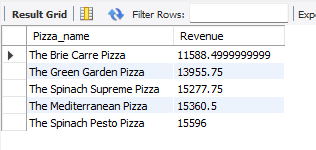 Result Grid Filter Rows: Expo
Pizza_name Revenue
The Brie Carre Pizza 11588.4999999999
The Green Garden Pizza 13955.75
The Spinach Supreme Pizza 15277.75
The Mediterranean Pizza 15360.5
The Spinach Pesto Pizza 15596